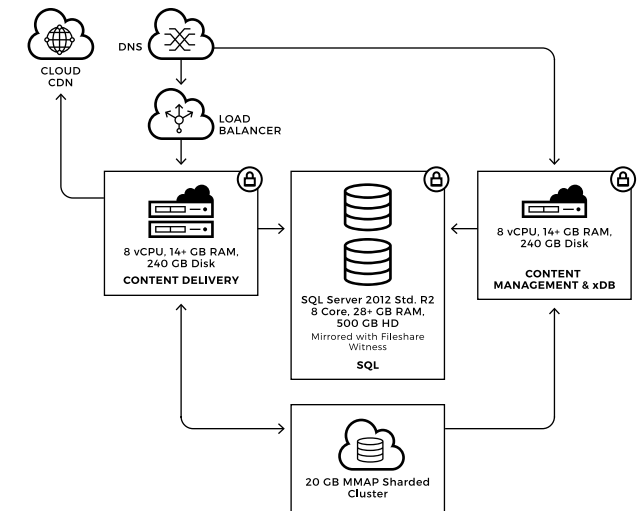 CLOUD
CDN
DNS
LOAD
BALANCER
8 vCPU, 14+ GB RAM,
240 GB Disk
CONTENT DELIVERY
SQL Server 2012 Std. R2
8 Core, 28+ GB RAM,
500 GB HD
Mirrored with Fileshare
Witness
SQL
8 vCPU, 14+ GB RAM,
240 GB Disk
CONTENT
MANAGEMENT & xDB
20 GB MMAP Sharded
Cluster